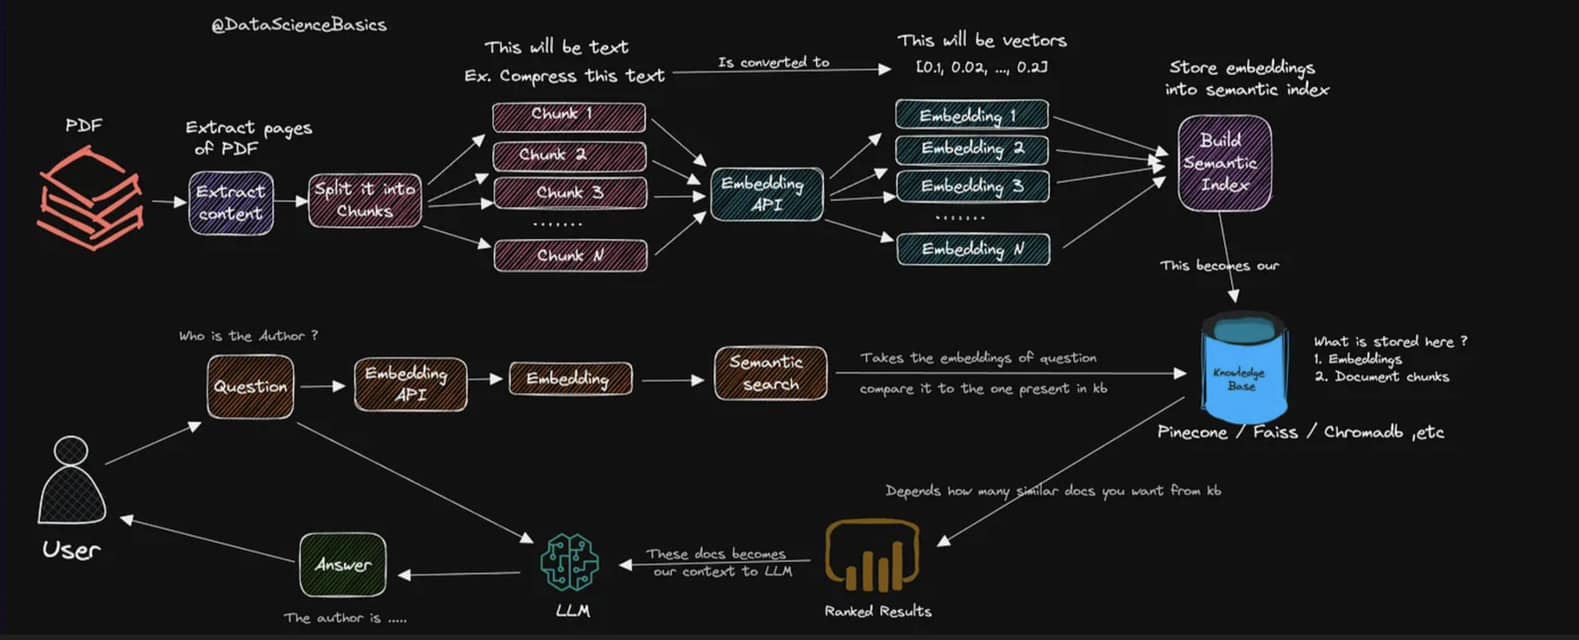 @DataScienceBasics
This will be text
Ex. Compress this text
Is converted to
This will be vectors
[0.1, 0.02, ..., 0.2]
Store embeddings
into semantic index
PDF
Extract pages
of PDF
Extract
content
Split it into
Chunks
Chunk 1
Chunk 2
Chunk 3
.......
Chunk N
Embedding
API
Embedding 1
Embedding 2
Embedding 3
.......
Embedding N
Build
Semantic
Index
This becomes our
Who is the Author ?
Question
Embedding
API
Embedding
Semantic
search
Takes the embeddings of question
compare it to the one present in kb
Knowledge
Base
What is stored here ?
1. Embeddings
2. Document chunks
Pinecone / Faiss / Chromadb ,etc
Depends how many similar docs you want from kb
User
Answer
The author is .....
LLM
These docs becomes
our context to LLM
Ranked Results